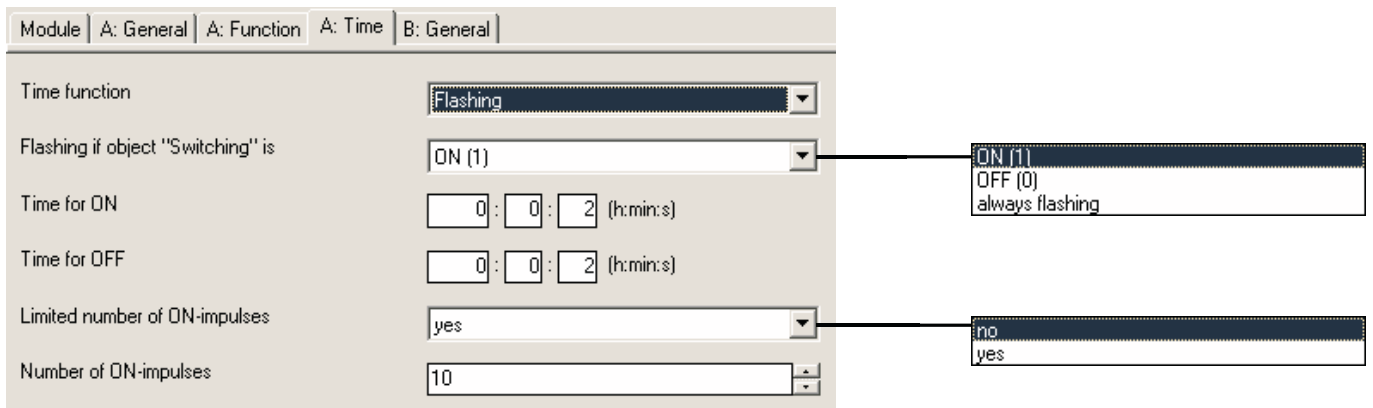 Module A: General A: Function A: Time B: General
Time function Flashing
Flashing if object "Switching" is ON (1)
ON (1)
OFF (0)
always flashing
Time for ON 0 : 0 : 2 (h:min:s)
Time for OFF 0 : 0 : 2 (h:min:s)
Limited number of ON-impulses yes
no
yes
Number of ON-impulses 10